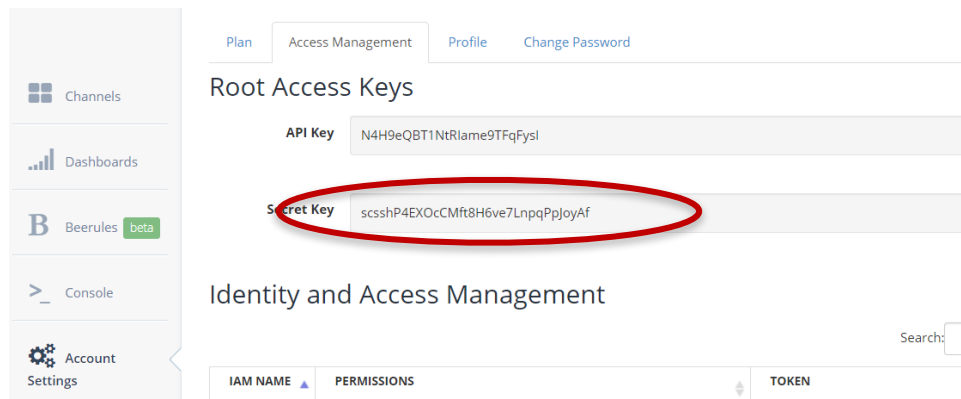 Plan Access Management Profile Change Password
Root Access Keys
API Key N4H9eQBT1NtRIame9TFqFysI
Secret Key scsshP4EXOcCMft8H6ve7LnpqPpJoyAf
Identity and Access Management
Search:
IAM NAME PERMISSIONS TOKEN
Channels
Dashboards
B Beerules beta
>_ Console
Account
Settings